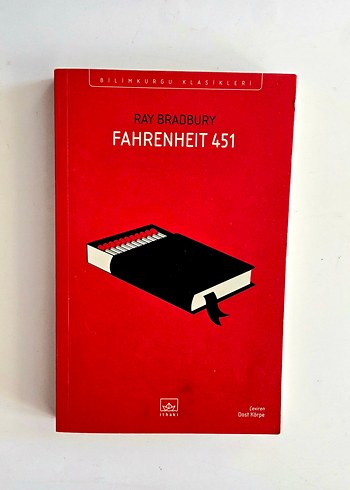 BİLİMKURGU KLASİKLERİ
RAY BRADBURY
FAHRENHEIT 451
ithaki
Çeviren
Dost Körpe